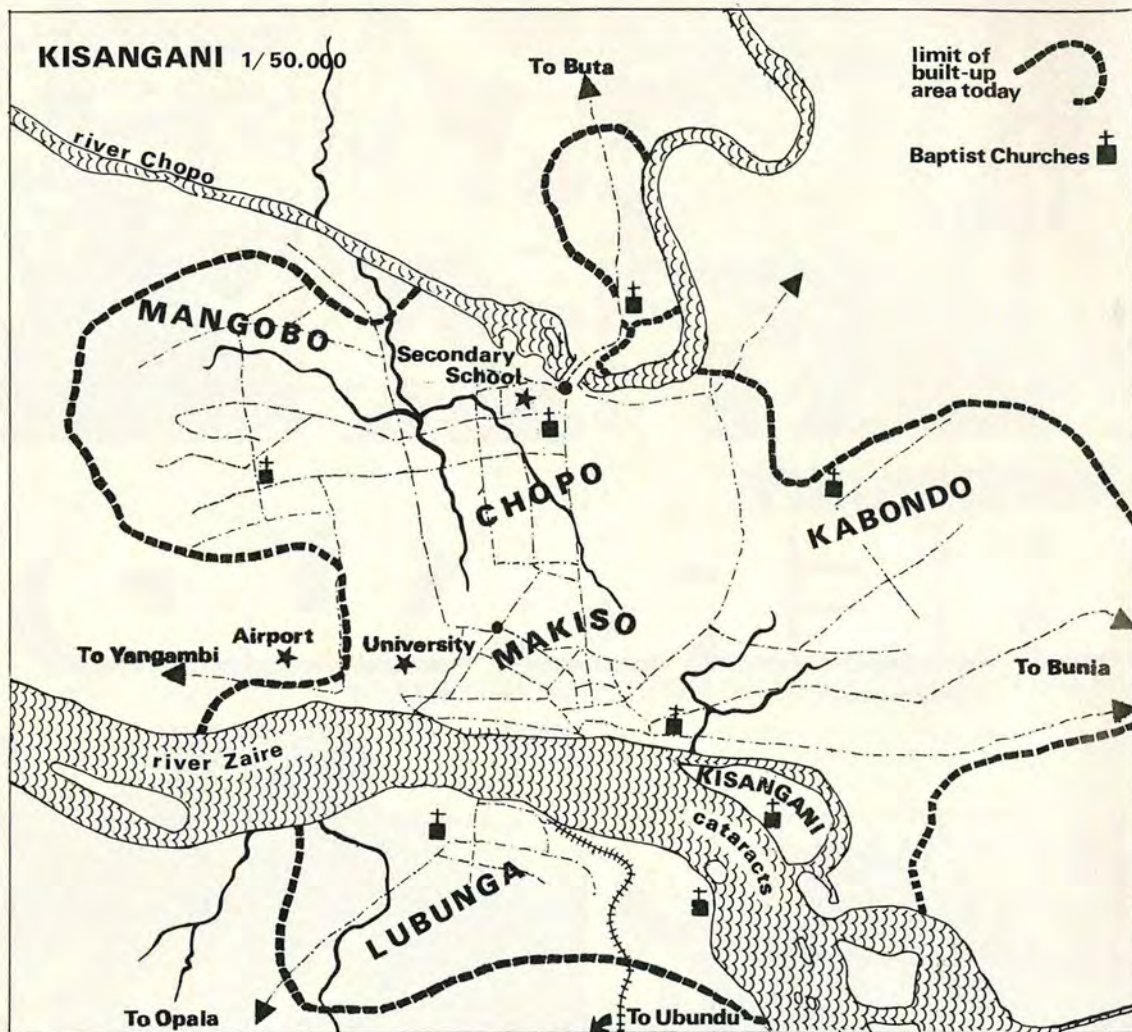 KISANGANI 1/50.000
To Buta
limit of
built-up
area today
river Chopo
Baptist Churches
MANGOBO
Secondary
School
CHOPO
KABONDO
MAKISO
Airport
University
To Yangambi
To Bunia
river Zaire
KISANGANI
cataracts
LUBUNGA
To Opala
To Ubundu